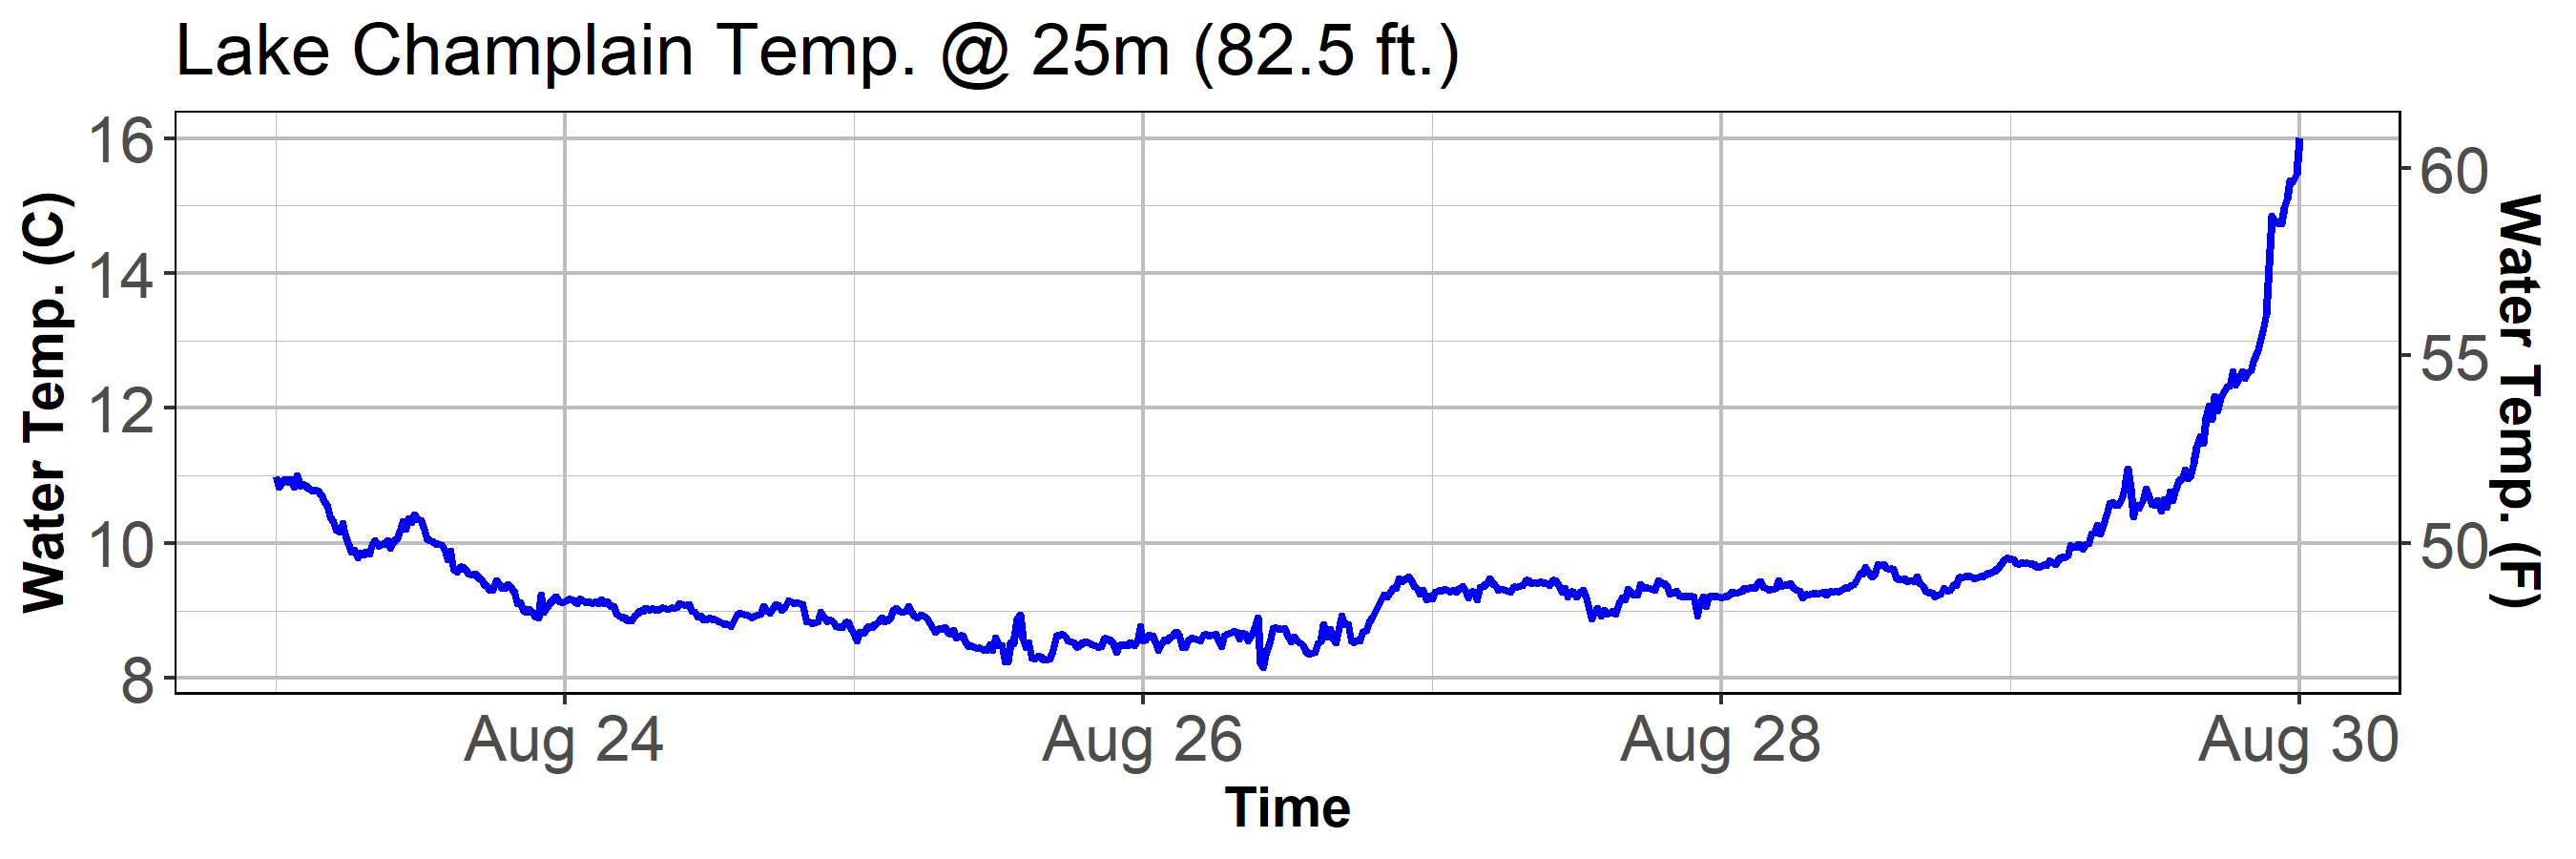 Lake Champlain Temp. @ 25m (82.5 ft.)
Water Temp. (C)
16
14
12
10
8
60
55
50
Water Temp. (F)
Aug 24 Aug 26 Aug 28 Aug 30
Time